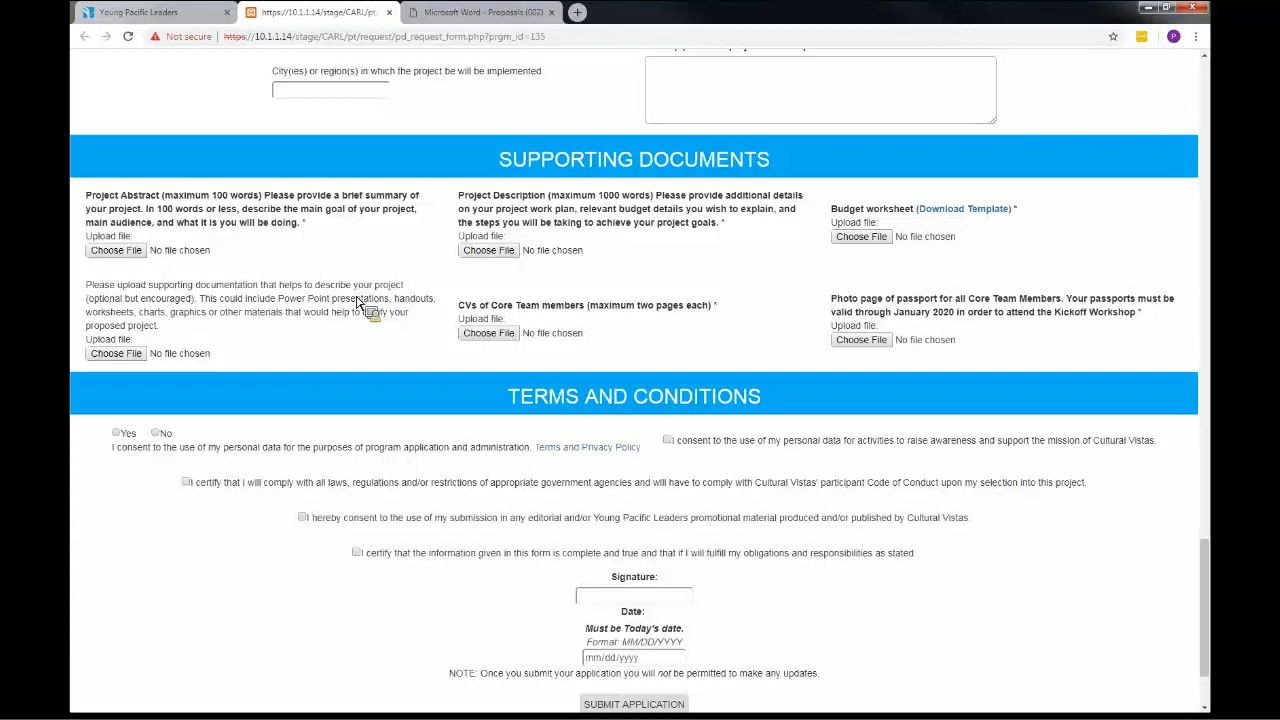 Young Pacific Leaders
https://10.1.1.14/stage/CARL/pt
Microsoft Word - Proposals (002)
Not secure
https://10.1.1.14/stage/CARL/pt/request/pd_request_form.php?prgm_id=135
P
City(ies) or region(s) in which the project be will be implemented
SUPPORTING DOCUMENTS
Project Abstract (maximum 100 words) Please provide a brief summary of
your project. In 100 words or less, describe the main goal of your project,
main audience, and what it is you will be doing. *
Upload file:
Choose File No file chosen
Project Description (maximum 1000 words) Please provide additional details
on your project work plan, relevant budget details you wish to explain, and
the steps you will be taking to achieve your project goals. *
Upload file:
Choose File No file chosen
Budget worksheet (Download Template) *
Upload file:
Choose File No file chosen
Please upload supporting documentation that helps to describe your project
(optional but encouraged). This could include Power Point presentations, handouts,
worksheets, charts, graphics or other materials that would help to your
proposed project.
Upload file:
Choose File No file chosen
CVs of Core Team members (maximum two pages each) *
Upload file:
Choose File No file chosen
Photo page of passport for all Core Team Members. Your passports must be
valid through January 2020 in order to attend the Kickoff Workshop *
Upload file:
Choose File No file chosen
TERMS AND CONDITIONS
Yes No
I consent to the use of my personal data for the purposes of program application and administration. Terms and Privacy Policy
I consent to the use of my personal data for activities to raise awareness and support the mission of Cultural Vistas.
I certify that I will comply with all laws, regulations and/or restrictions of appropriate government agencies and will have to comply with Cultural Vistas' participant Code of Conduct upon my selection into this project.
I hereby consent to the use of my submission in any editorial and/or Young Pacific Leaders promotional material produced and/or published by Cultural Vistas.
I certify that the information given in this form is complete and true and that if I will fulfill my obligations and responsibilities as stated.
Signature:
Date:
Must be Today's date.
Format: MM/DD/YYYY
mm/dd/yyyy
NOTE: Once you submit your application you will not be permitted to make any updates.
SUBMIT APPLICATION